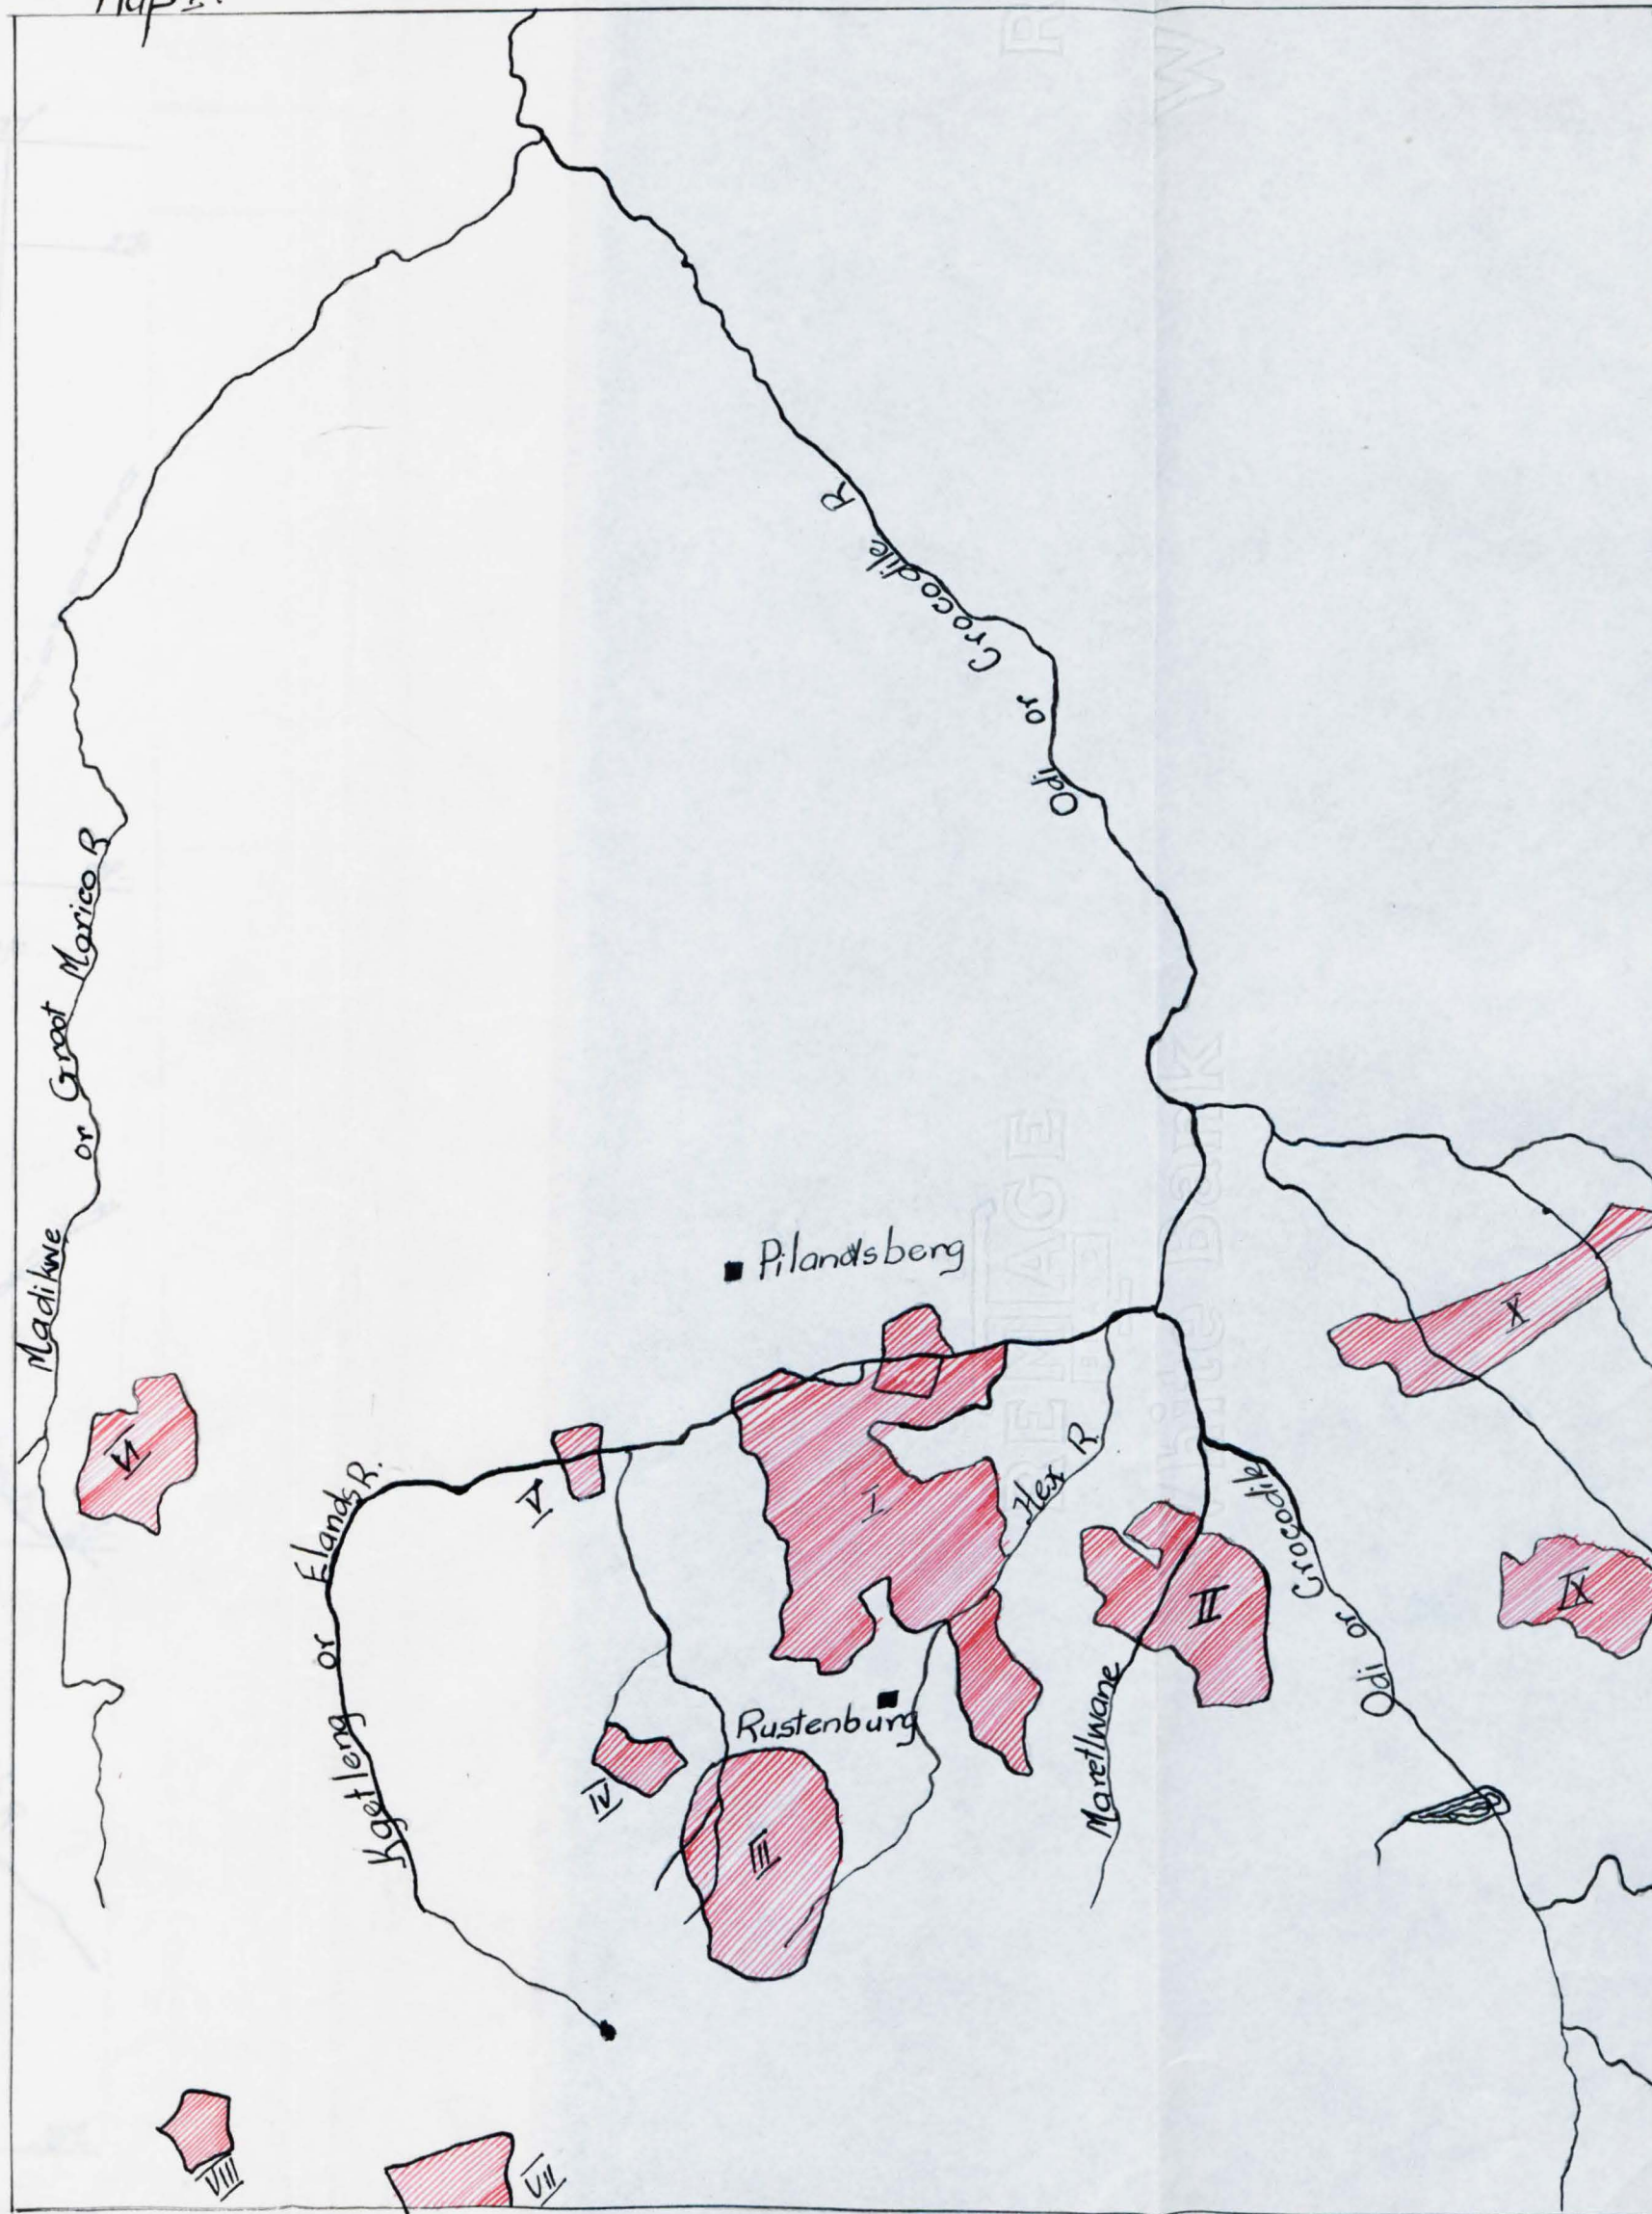 Map I.
Odi or Crocodile R
Madikwe or Groot Marico R
Pilandsberg
X
VI
V
Kgetleng or Elands R.
I
Hex R.
II
Odi or Crocodile
IX
Maretlwane
Rustenburg
IV
III
VIII
VII